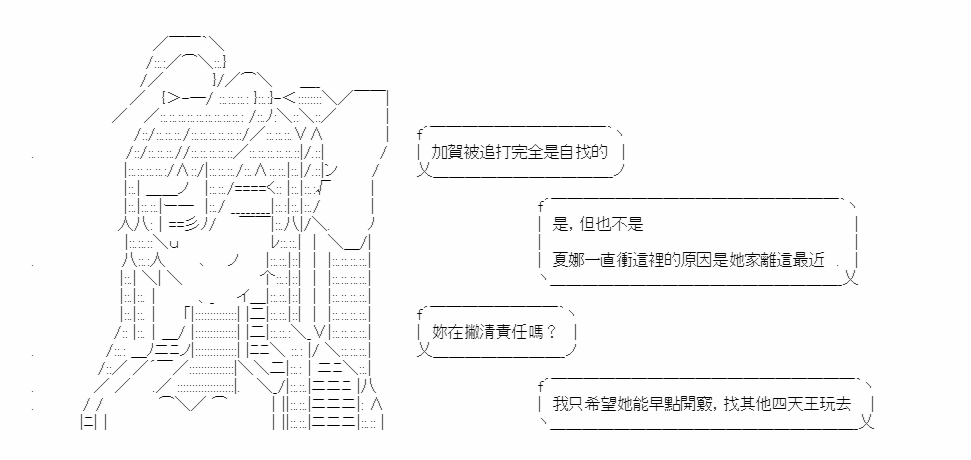 加賀被追打完全是自找的
是, 但也不是
夏娜一直衝這裡的原因是她家離這最近
妳在撇清責任嗎？
我只希望她能早點開竅, 找其他四天王玩去